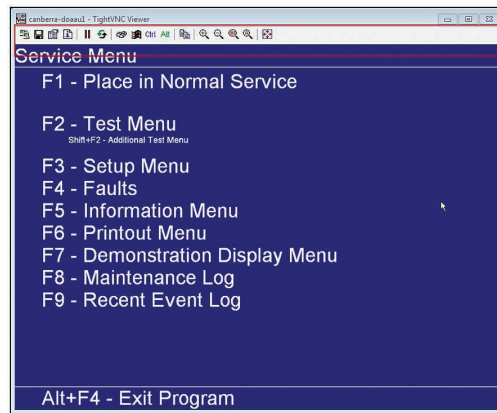 canberra-doaau1 - TightVNC Viewer
Ctrl Alt
Service Menu
F1 - Place in Normal Service
F2 - Test Menu
Shift+F2 - Additional Test Menu
F3 - Setup Menu
F4 - Faults
F5 - Information Menu
F6 - Printout Menu
F7 - Demonstration Display Menu
F8 - Maintenance Log
F9 - Recent Event Log
Alt+F4 - Exit Program